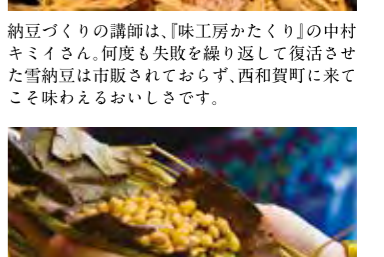 納豆づくりの講師は、『味工房かたくり』の中村
キミイさん。何度も失敗を繰り返して復活させ
た雪納豆は市販されておらず、西和賀町に来て
こそ味わえるおいしさです。